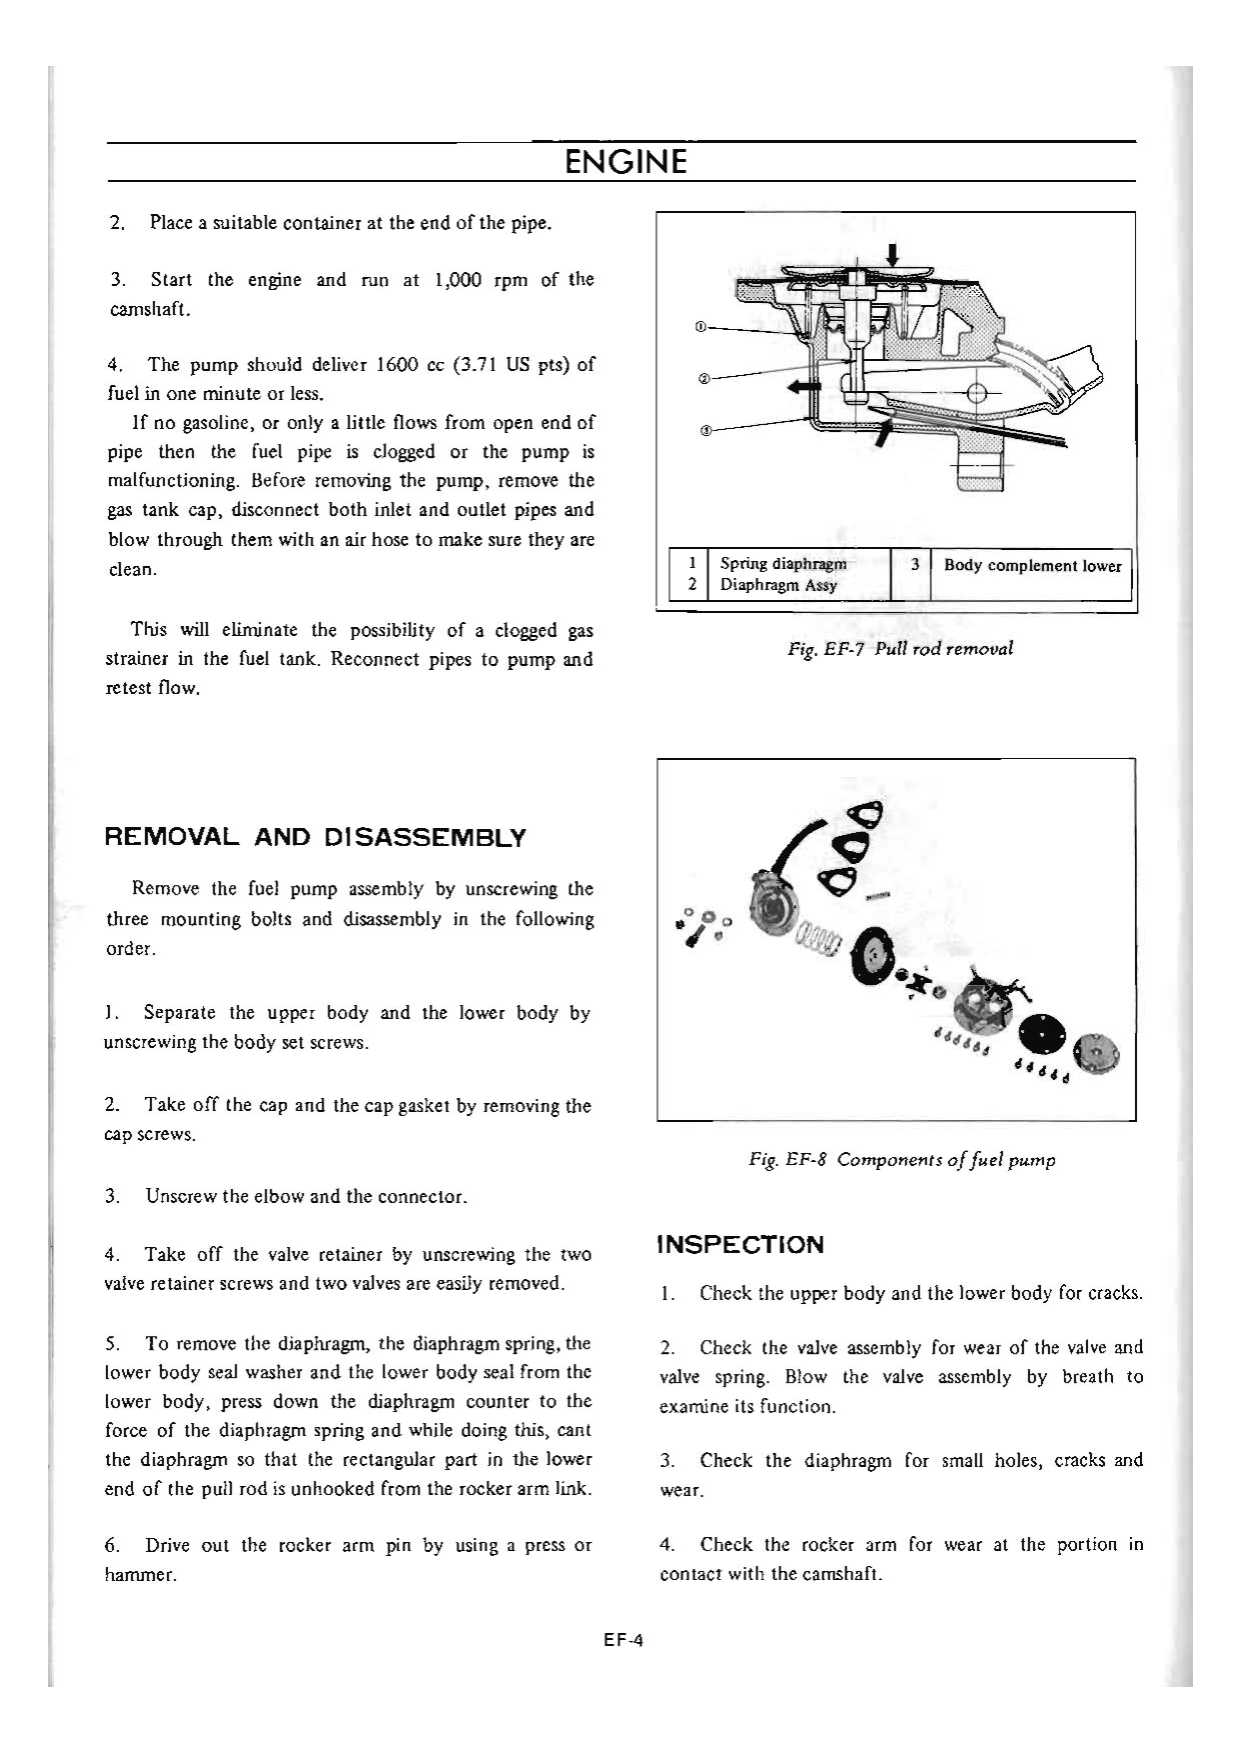 ENGINE
2. Place a suitable container at the end of the pipe.
3. Start the engine and run at 1,000 rpm of the
camshaft.
4. The pump should deliver 1600 cc (3.71 US pts) of
fuel in one minute or less.
If no gasoline, or only a little flows from open end of
pipe then the fuel pipe is clogged or the pump is
malfunctioning. Before removing the pump, remove the
gas tank cap, disconnect both inlet and outlet pipes and
blow through them with an air hose to make sure they are
clean.
This will eliminate the possibility of a clogged gas
strainer in the fuel tank. Reconnect pipes to pump and
retest flow.
REMOVAL AND DISASSEMBLY
Remove the fuel pump assembly by unscrewing the
three mounting bolts and disassembly in the following
order.
1. Separate the upper body and the lower body by
unscrewing the body set screws.
2. Take off the cap and the cap gasket by removing the
cap screws.
3. Unscrew the elbow and the connector.
4. Take off the valve retainer by unscrewing the two
valve retainer screws and two valves are easily removed.
5. To remove the diaphragm, the diaphragm spring, the
lower body seal washer and the lower body seal from the
lower body, press down the diaphragm counter to the
force of the diaphragm spring and while doing this, cant
the diaphragm so that the rectangular part in the lower
end of the pull rod is unhooked from the rocker arm link.
6. Drive out the rocker arm pin by using a press or
hammer.
①
②
③
1 Spring diaphragm 3 Body complement lower
2 Diaphragm Assy
Fig. EF-7 Pull rod removal
Fig. EF-8 Components of fuel pump
INSPECTION
1. Check the upper body and the lower body for cracks.
2. Check the valve assembly for wear of the valve and
valve spring. Blow the valve assembly by breath to
examine its function.
3. Check the diaphragm for small holes, cracks and
wear.
4. Check the rocker arm for wear at the portion in
contact with the camshaft.
EF-4